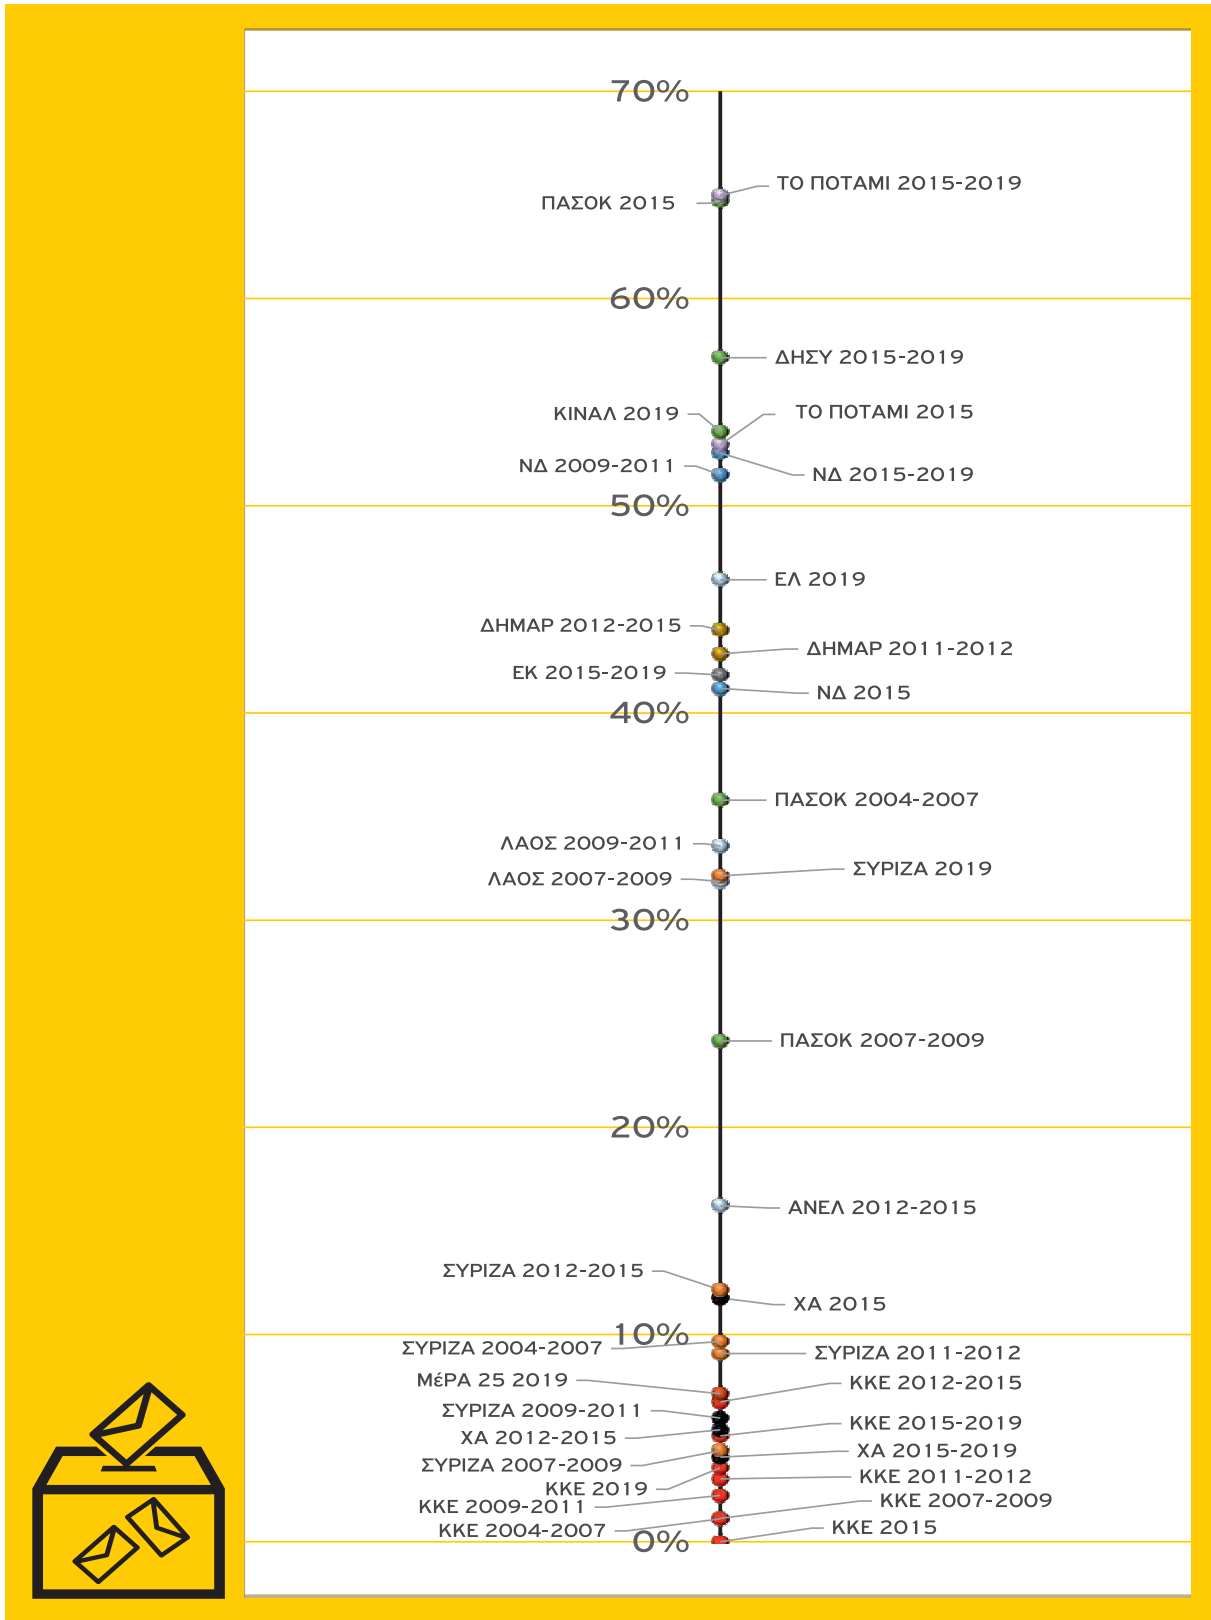 70%
ΤΟ ΠΟΤΑΜΙ 2015-2019
ΠΑΣΟΚ 2015
60%
ΔΗΣΥ 2015-2019
ΚΙΝΑΛ 2019
ΤΟ ΠΟΤΑΜΙ 2015
ΝΔ 2009-2011
ΝΔ 2015-2019
50%
ΕΛ 2019
ΔΗΜΑΡ 2012-2015
ΔΗΜΑΡ 2011-2012
ΕΚ 2015-2019
ΝΔ 2015
40%
ΠΑΣΟΚ 2004-2007
ΛΑΟΣ 2009-2011
ΣΥΡΙΖΑ 2019
ΛΑΟΣ 2007-2009
30%
ΠΑΣΟΚ 2007-2009
20%
ΑΝΕΛ 2012-2015
ΣΥΡΙΖΑ 2012-2015
ΧΑ 2015
10%
ΣΥΡΙΖΑ 2004-2007
ΣΥΡΙΖΑ 2011-2012
ΜέΡΑ 25 2019
ΚΚΕ 2012-2015
ΣΥΡΙΖΑ 2009-2011
ΚΚΕ 2015-2019
ΧΑ 2012-2015
ΧΑ 2015-2019
ΣΥΡΙΖΑ 2007-2009
ΚΚΕ 2011-2012
ΚΚΕ 2019
ΚΚΕ 2007-2009
ΚΚΕ 2009-2011
ΚΚΕ 2015
ΚΚΕ 2004-2007
0%